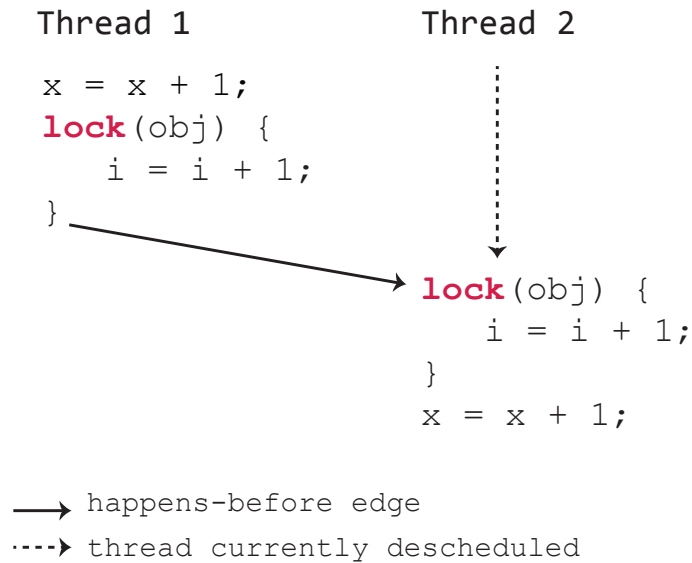 Thread 1
x = x + 1;
lock(obj) {
   i = i + 1;
}
Thread 2
lock(obj) {
   i = i + 1;
}
x = x + 1;
happens-before edge
thread currently descheduled